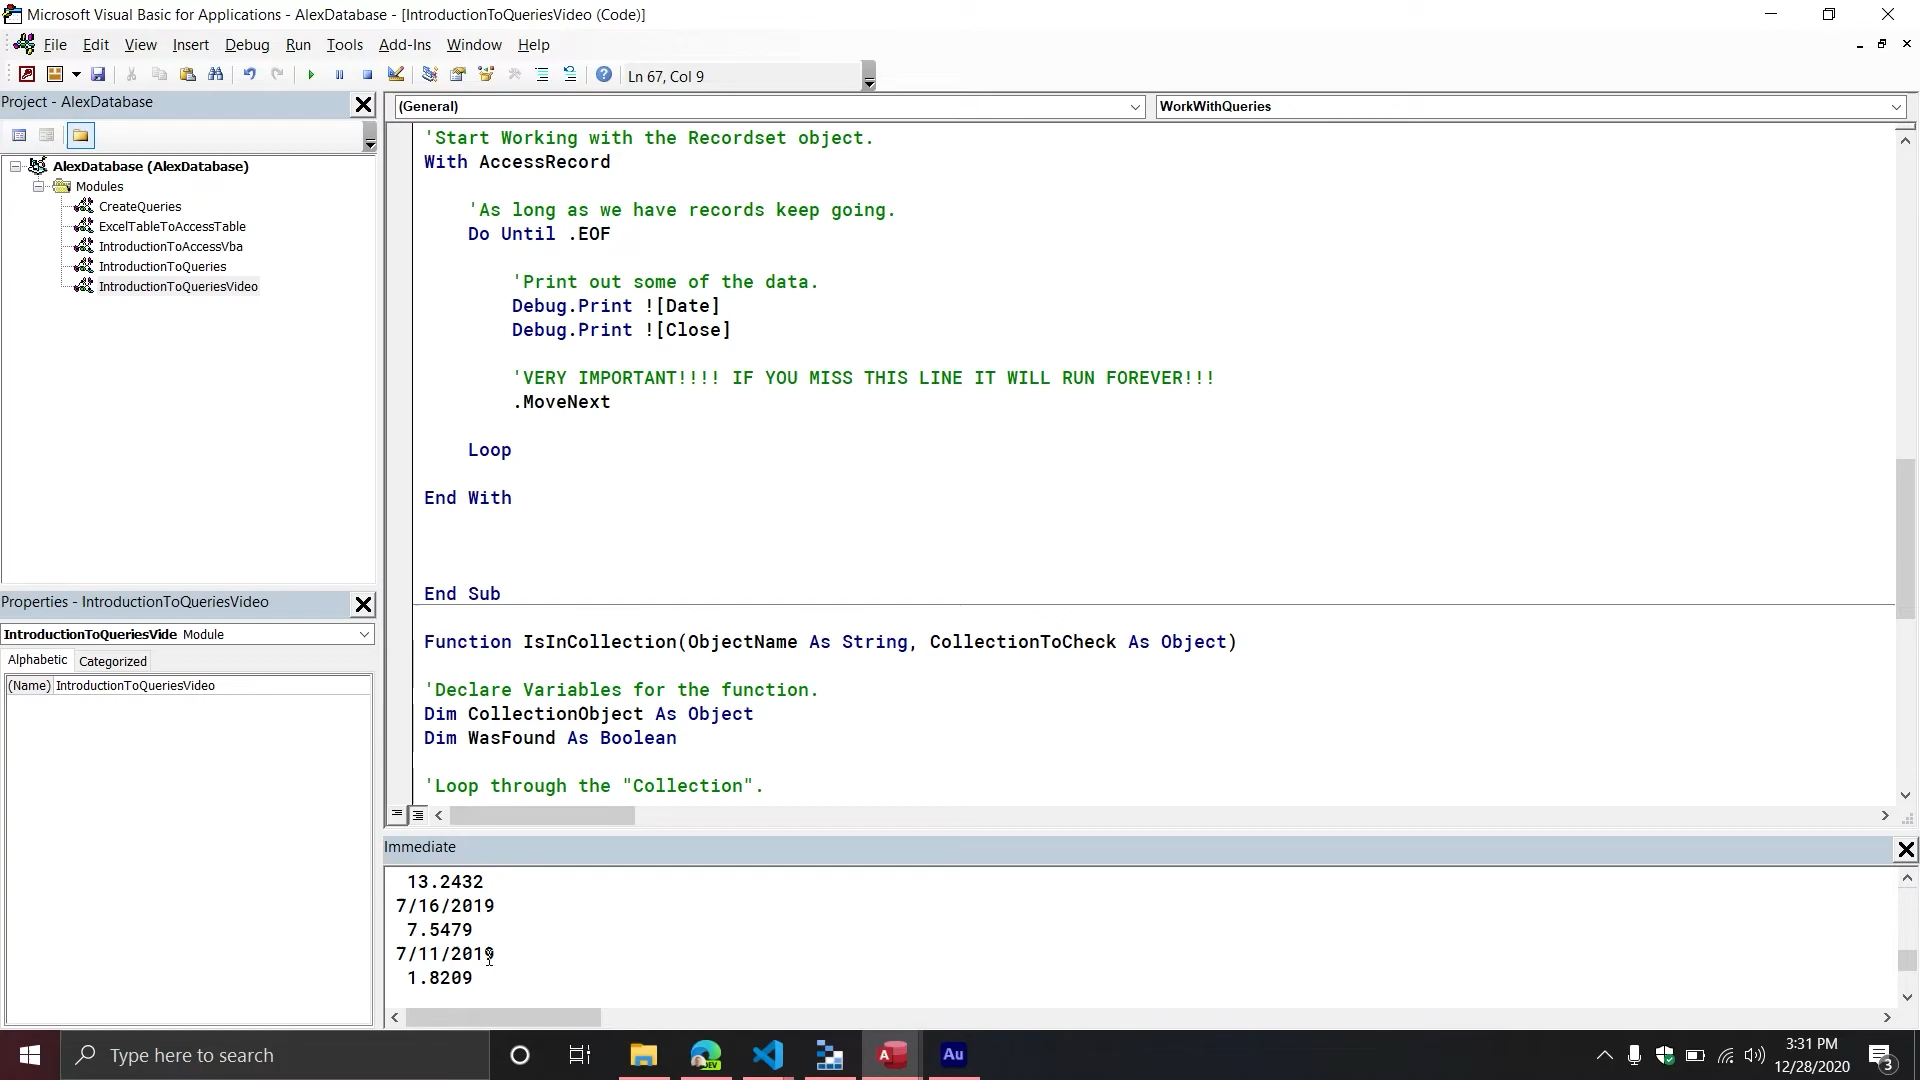 Microsoft Visual Basic for Applications - AlexDatabase - [IntroductionToQueriesVideo (Code)]
File Edit View Insert Debug Run Tools Add-Ins Window Help
Ln 67, Col 9
Project - AlexDatabase
AlexDatabase (AlexDatabase)
Modules
CreateQueries
ExcelTableToAccessTable
IntroductionToAccessVba
IntroductionToQueries
IntroductionToQueriesVideo
Properties - IntroductionToQueriesVideo
IntroductionToQueriesVide Module
Alphabetic Categorized
(Name) IntroductionToQueriesVideo
(General) WorkWithQueries
'Start Working with the Recordset object.
With AccessRecord
'As long as we have records keep going.
Do Until .EOF
'Print out some of the data.
Debug.Print ![Date]
Debug.Print ![Close]
'VERY IMPORTANT!!!! IF YOU MISS THIS LINE IT WILL RUN FOREVER!!!
.MoveNext
Loop
End With
End Sub
Function IsInCollection(ObjectName As String, CollectionToCheck As Object)
'Declare Variables for the function.
Dim CollectionObject As Object
Dim WasFound As Boolean
'Loop through the "Collection".
Immediate
13.2432
7/16/2019
7.5479
7/11/2019
1.8209
Type here to search
DEV
A
Au
3:31 PM
12/28/2020
3